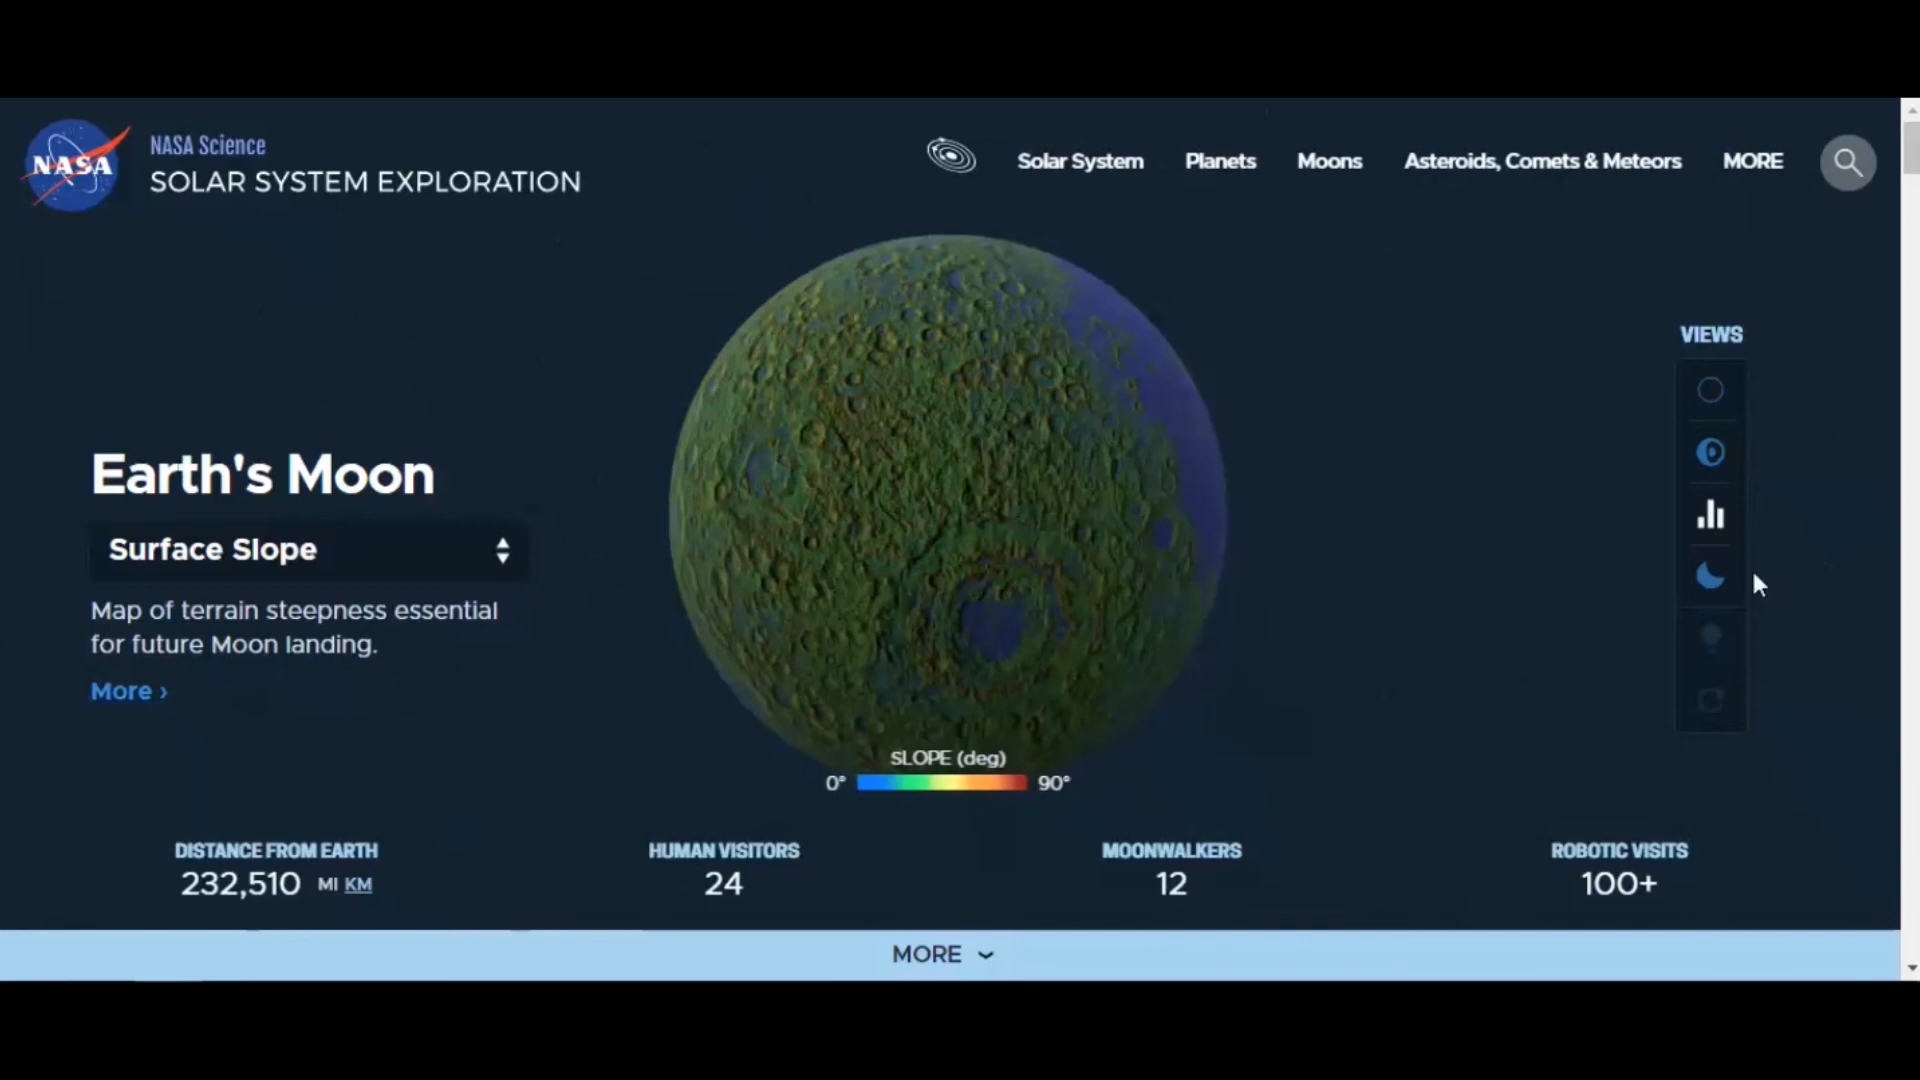 NASA
NASA Science
SOLAR SYSTEM EXPLORATION
Solar System
Planets
Moons
Asteroids, Comets & Meteors
MORE
VIEWS
Earth's Moon
Surface Slope
Map of terrain steepness essential
for future Moon landing.
More ›
SLOPE (deg)
0° 90°
DISTANCE FROM EARTH
232,510 MI KM
HUMAN VISITORS
24
MOONWALKERS
12
ROBOTIC VISITS
100+
MORE